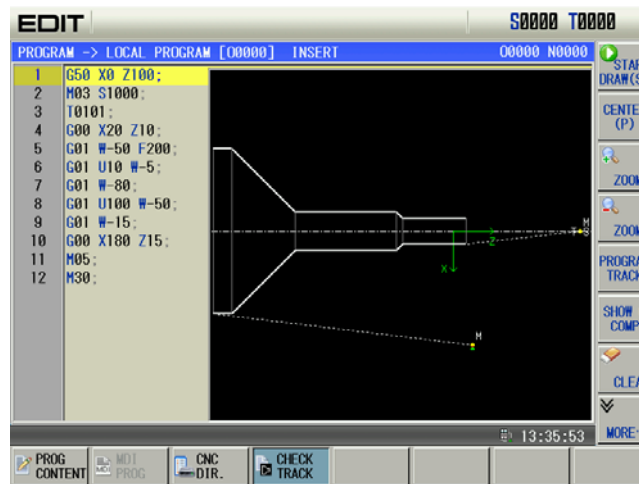 EDIT
S0000 T0000
PROGRAM -> LOCAL PROGRAM [O0000] INSERT
O0000 N0000
1 G50 X0 Z100;
2 M03 S1000;
3 T0101;
4 G00 X20 Z10;
5 G01 W-50 F200;
6 G01 U10 W-5;
7 G01 W-80;
8 G01 U100 W-50;
9 G01 W-15;
10 G00 X180 Z15;
11 M05;
12 M30;
M
Z
X
M
STAR
DRAW(S
CENTE
(P)
ZOOM
ZOOM
PROGRA
TRACK
SHOW
COMP
CLEA
MORE
13:35:53
PROG
CONTENT
MDI
PROG
CNC
DIR.
CHECK
TRACK